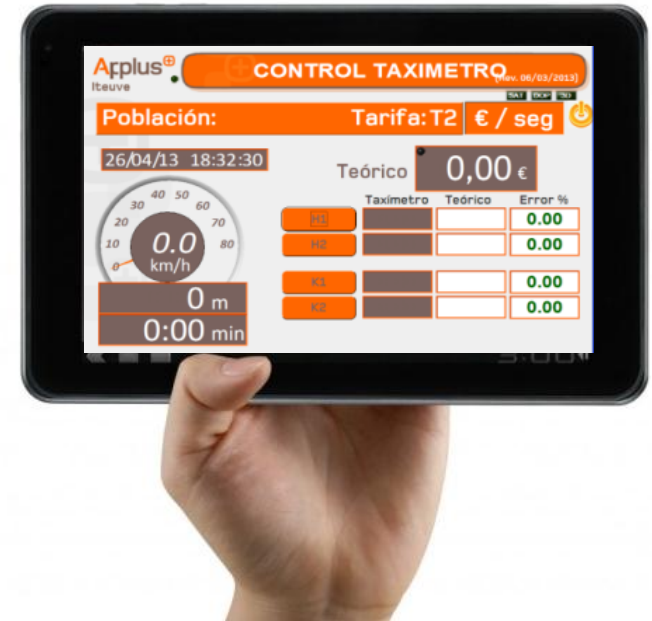 Applus+
Iteuve
CONTROL TAXIMETRO
(Rev. 06/03/2013)
Población:
Tarifa: T2
€ / seg
26/04/13 18:32:30
Teórico
0,00 €
Taxímetro Teórico Error %
H1 0.00
H2 0.00
K1 0.00
K2 0.00
0 10 20 30 40 50 60 70 80
0.0
km/h
0 m
0:00 min